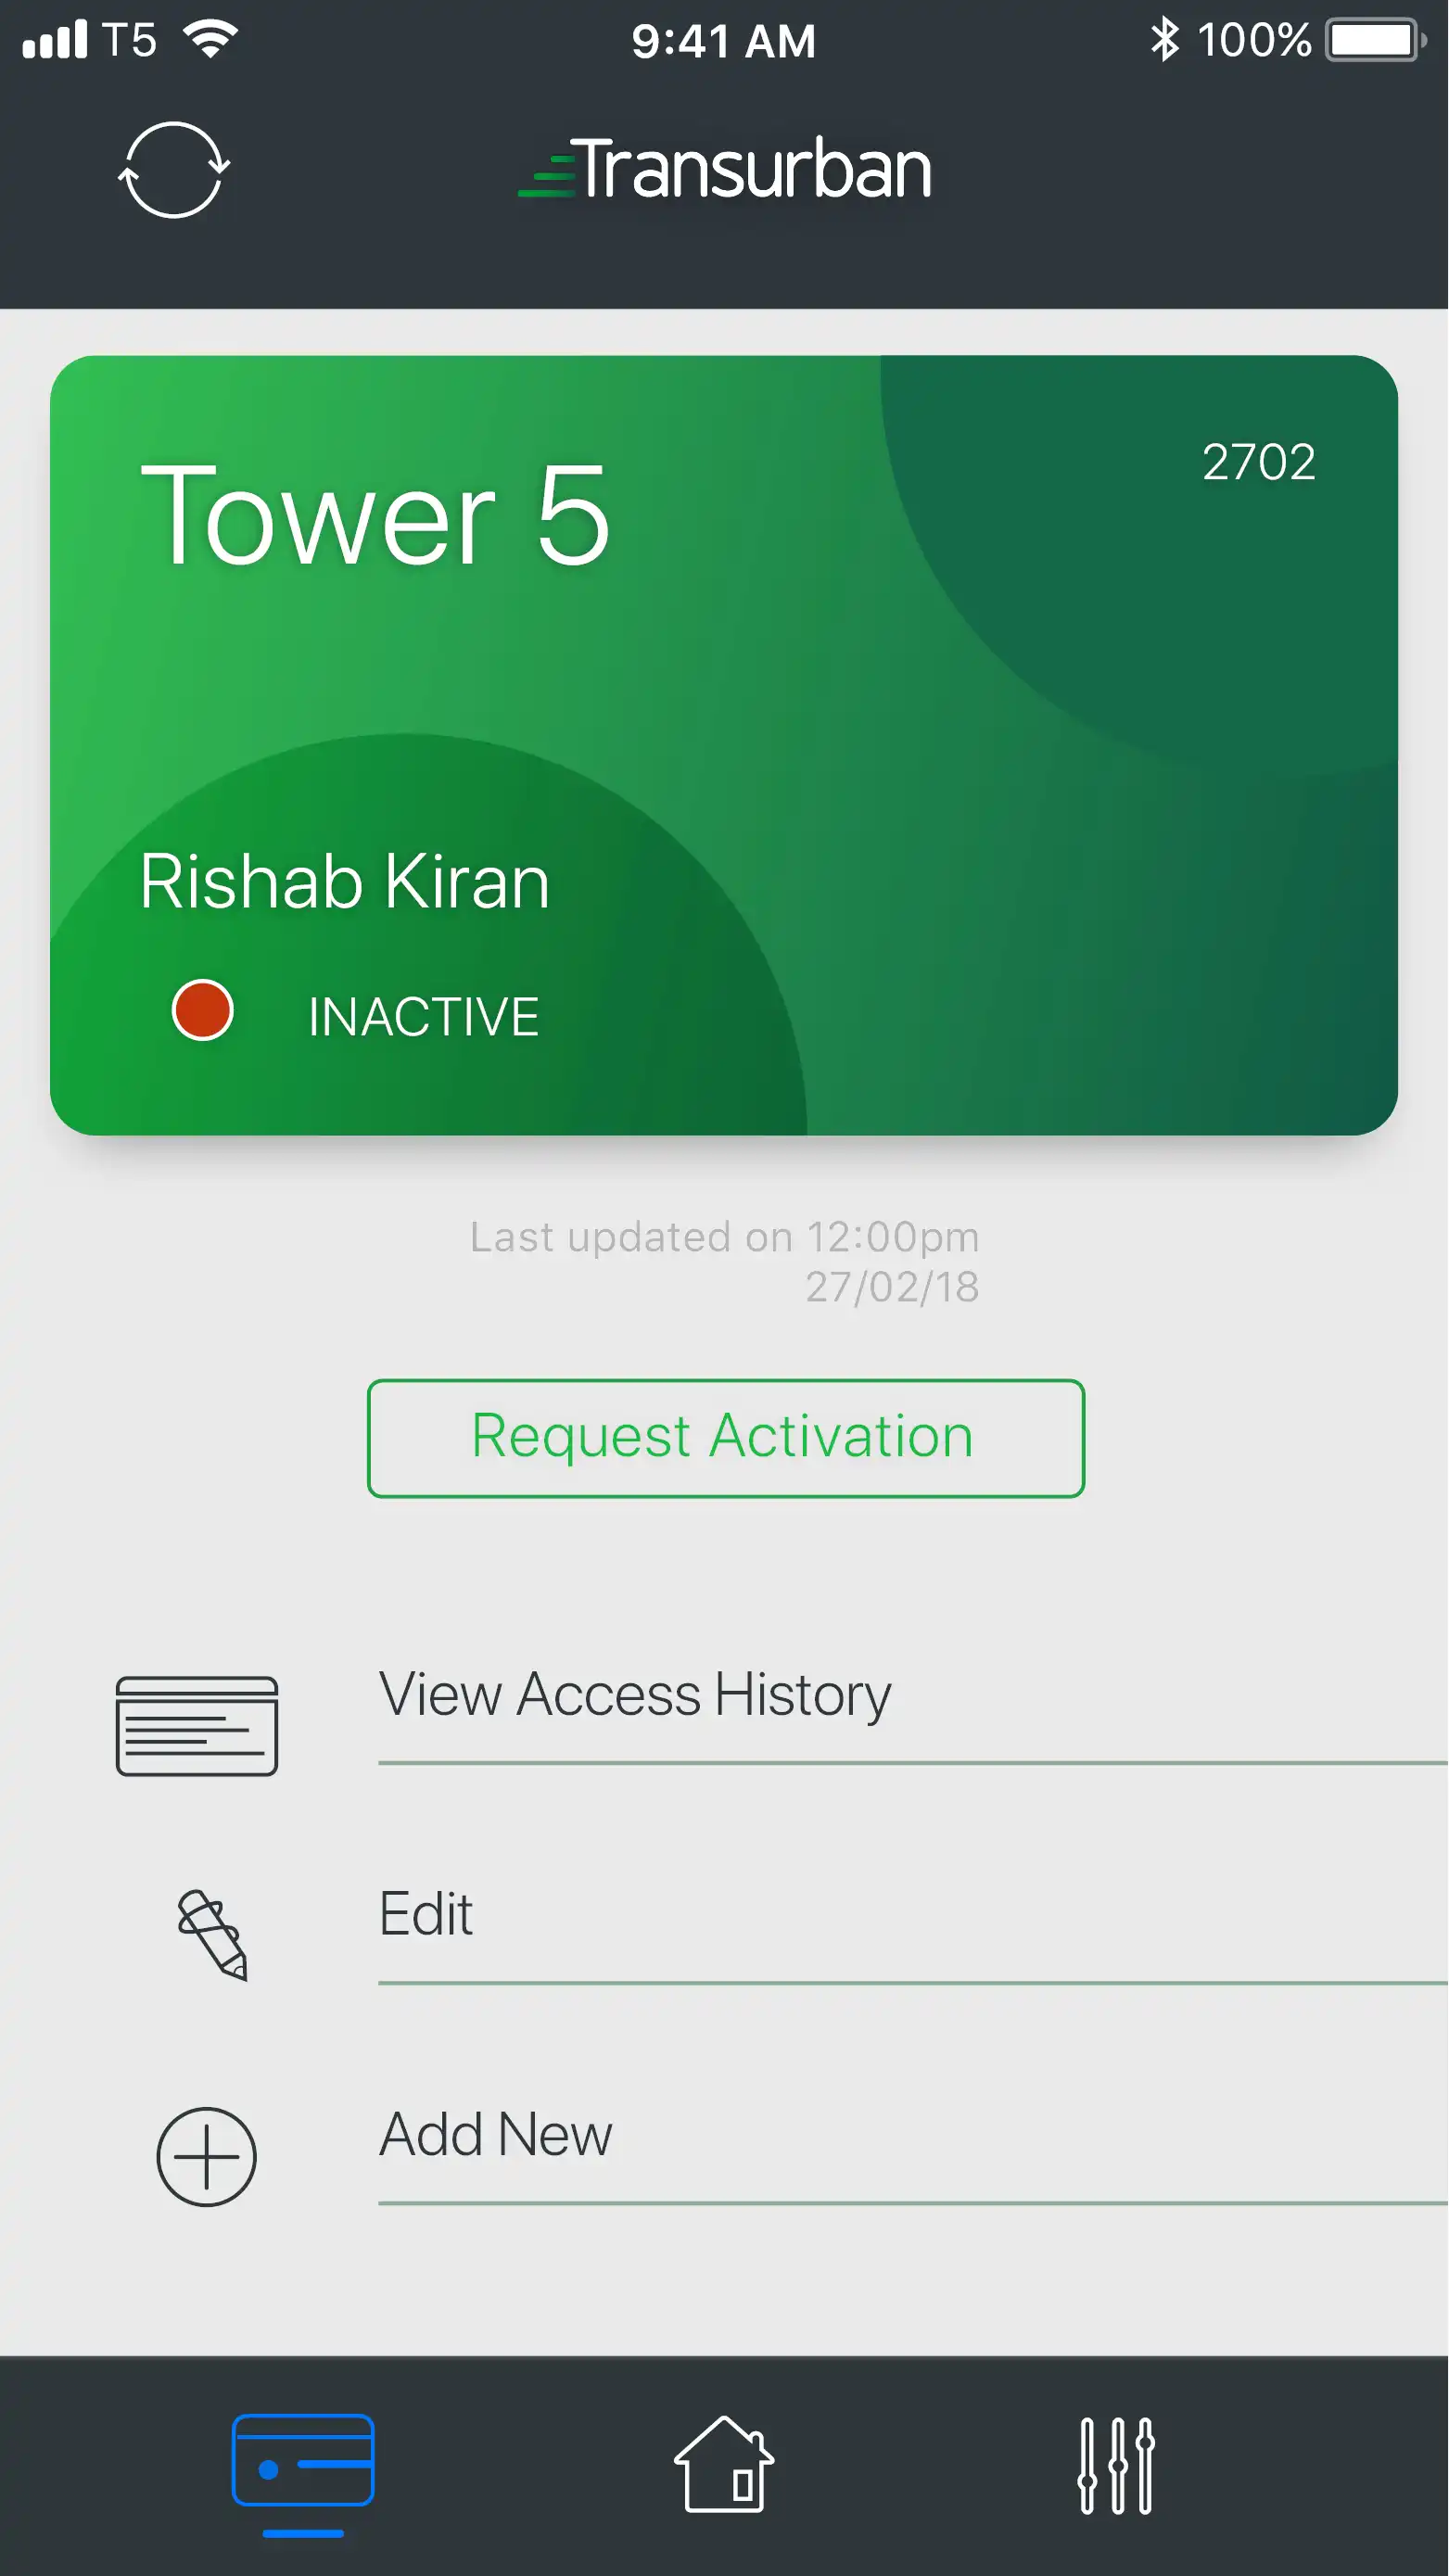 T5
9:41 AM
100%
Transurban
Tower 5
2702
Rishab Kiran
INACTIVE
Last updated on 12:00pm
27/02/18
Request Activation
View Access History
Edit
Add New